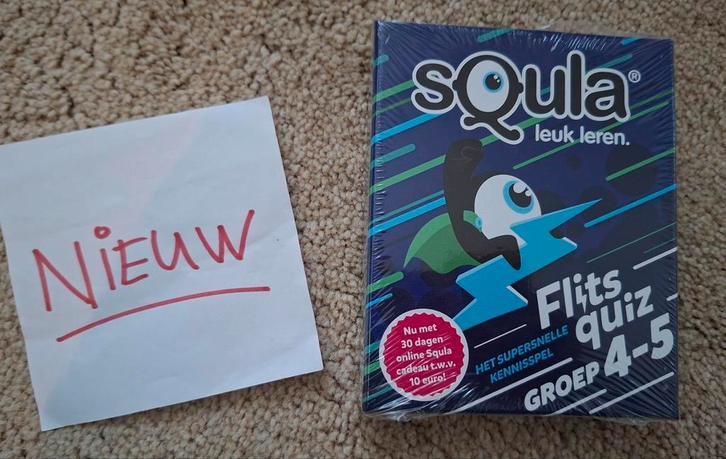 NiEUW
sQula®
leuk leren.
Flits
quiz
HET SUPERSNELLE
KENNISSPEL
GROEP 4-5
Nu met
30 dagen
online Squla
cadeau t.w.v.
10 euro!